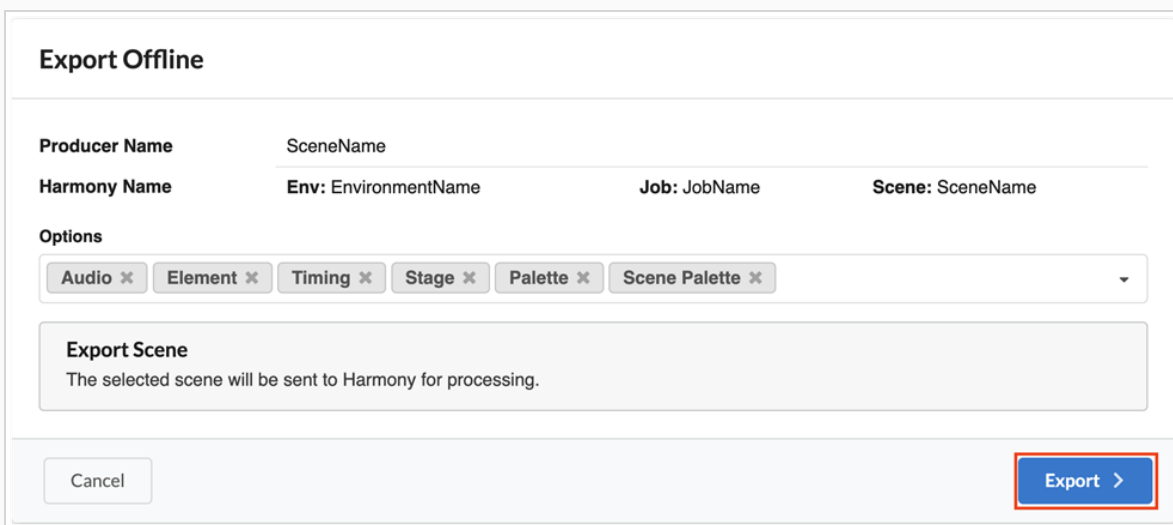 Export Offline
Producer Name SceneName
Harmony Name Env: EnvironmentName Job: JobName Scene: SceneName
Options
Audio Element Timing Stage Palette Scene Palette
Export Scene
The selected scene will be sent to Harmony for processing.
Cancel Export